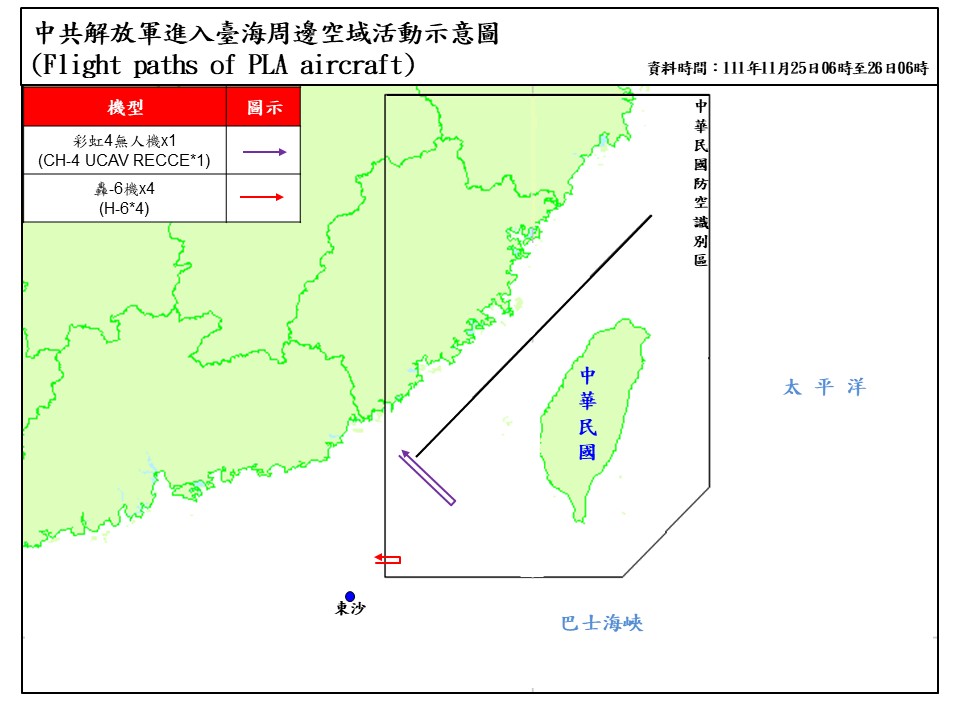 中共解放軍進入臺海周邊空域活動示意圖
(Flight paths of PLA aircraft)
資料時間：111年11月25日06時至26日06時
機型
圖示
彩虹4無人機x1
(CH-4 UCAV RECCE*1)
轟-6機x4
(H-6*4)
中華民國防空識別區
中華民國
太平洋
東沙
巴士海峽